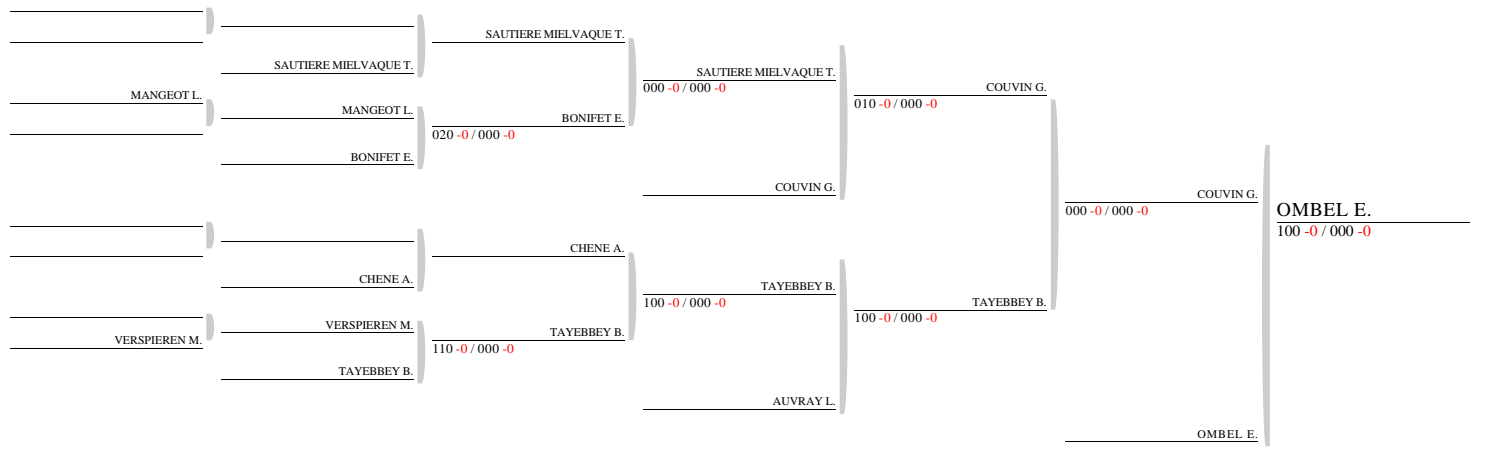 MANGEOT L.
VERSPIEREN M.
SAUTIERE MIELVAQUE T.
MANGEOT L.
BONIFET E.
CHENE A.
VERSPIEREN M.
TAYEBBEY B.
SAUTIERE MIELVAQUE T.
BONIFET E.
020 -0 / 000 -0
CHENE A.
TAYEBBEY B.
110 -0 / 000 -0
SAUTIERE MIELVAQUE T.
000 -0 / 000 -0
COUVIN G.
TAYEBBEY B.
100 -0 / 000 -0
AUVRAY L.
COUVIN G.
010 -0 / 000 -0
TAYEBBEY B.
100 -0 / 000 -0
COUVIN G.
000 -0 / 000 -0
OMBEL E.
OMBEL E.
100 -0 / 000 -0